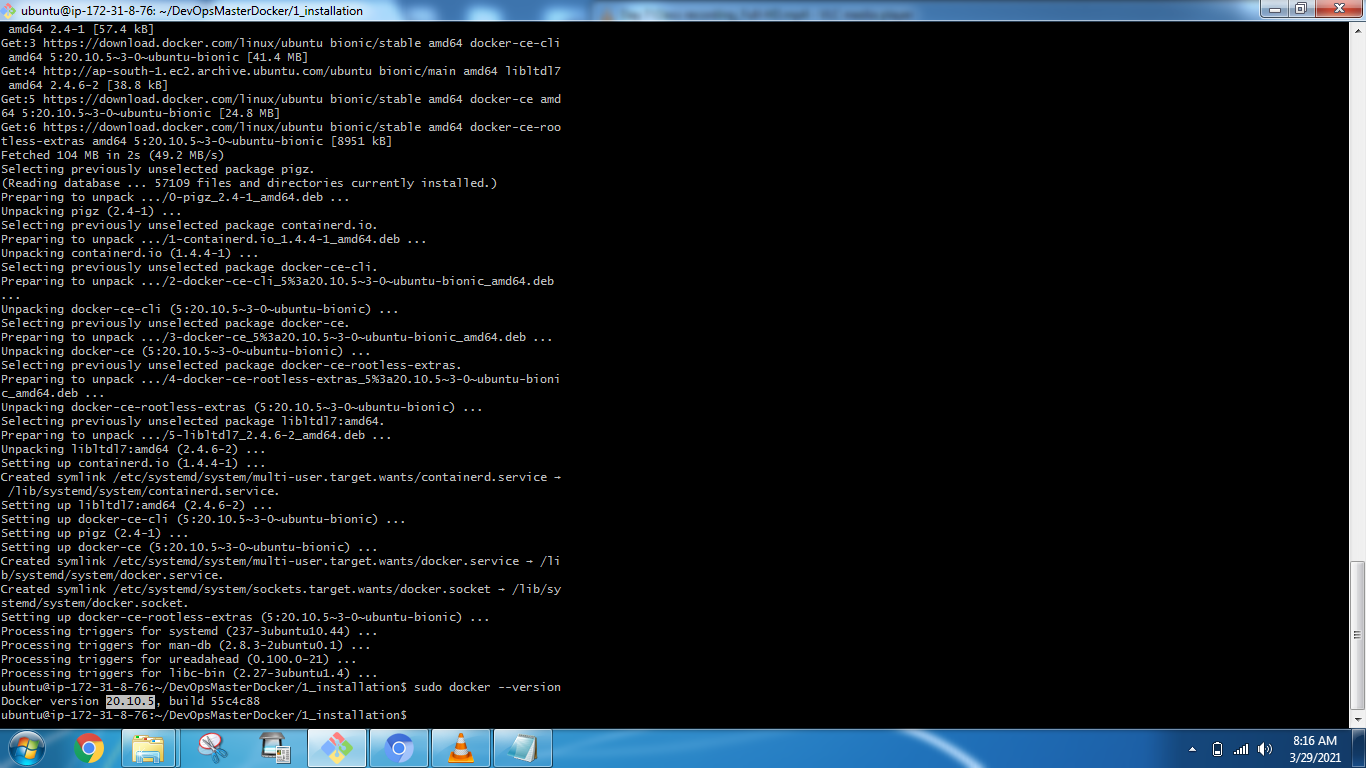 ubuntu@ip-172-31-8-76: ~/DevOpsMasterDocker/1_installation
 amd64 2.4-1 [57.4 kB]
Get:3 https://download.docker.com/linux/ubuntu bionic/stable amd64 docker-ce-cli
 amd64 5:20.10.5~3-0~ubuntu-bionic [41.4 MB]
Get:4 http://ap-south-1.ec2.archive.ubuntu.com/ubuntu bionic/main amd64 libltdl7
 amd64 2.4.6-2 [38.8 kB]
Get:5 https://download.docker.com/linux/ubuntu bionic/stable amd64 docker-ce amd
64 5:20.10.5~3-0~ubuntu-bionic [24.8 MB]
Get:6 https://download.docker.com/linux/ubuntu bionic/stable amd64 docker-ce-roo
tless-extras amd64 5:20.10.5~3-0~ubuntu-bionic [8951 kB]
Fetched 104 MB in 2s (49.2 MB/s)
Selecting previously unselected package pigz.
(Reading database ... 57109 files and directories currently installed.)
Preparing to unpack .../0-pigz_2.4-1_amd64.deb ...
Unpacking pigz (2.4-1) ...
Selecting previously unselected package containerd.io.
Preparing to unpack .../1-containerd.io_1.4.4-1_amd64.deb ...
Unpacking containerd.io (1.4.4-1) ...
Selecting previously unselected package docker-ce-cli.
Preparing to unpack .../2-docker-ce-cli_5%3a20.10.5~3-0~ubuntu-bionic_amd64.deb
...
Unpacking docker-ce-cli (5:20.10.5~3-0~ubuntu-bionic) ...
Selecting previously unselected package docker-ce.
Preparing to unpack .../3-docker-ce_5%3a20.10.5~3-0~ubuntu-bionic_amd64.deb ...
Unpacking docker-ce (5:20.10.5~3-0~ubuntu-bionic) ...
Selecting previously unselected package docker-ce-rootless-extras.
Preparing to unpack .../4-docker-ce-rootless-extras_5%3a20.10.5~3-0~ubuntu-bioni
c_amd64.deb ...
Unpacking docker-ce-rootless-extras (5:20.10.5~3-0~ubuntu-bionic) ...
Selecting previously unselected package libltdl7:amd64.
Preparing to unpack .../5-libltdl7_2.4.6-2_amd64.deb ...
Unpacking libltdl7:amd64 (2.4.6-2) ...
Setting up containerd.io (1.4.4-1) ...
Created symlink /etc/systemd/system/multi-user.target.wants/containerd.service →
 /lib/systemd/system/containerd.service.
Setting up libltdl7:amd64 (2.4.6-2) ...
Setting up docker-ce-cli (5:20.10.5~3-0~ubuntu-bionic) ...
Setting up pigz (2.4-1) ...
Setting up docker-ce (5:20.10.5~3-0~ubuntu-bionic) ...
Created symlink /etc/systemd/system/multi-user.target.wants/docker.service → /li
b/systemd/system/docker.service.
Created symlink /etc/systemd/system/sockets.target.wants/docker.socket → /lib/sy
stemd/system/docker.socket.
Setting up docker-ce-rootless-extras (5:20.10.5~3-0~ubuntu-bionic) ...
Processing triggers for systemd (237-3ubuntu10.44) ...
Processing triggers for man-db (2.8.3-2ubuntu0.1) ...
Processing triggers for ureadahead (0.100.0-21) ...
Processing triggers for libc-bin (2.27-3ubuntu1.4) ...
ubuntu@ip-172-31-8-76:~/DevOpsMasterDocker/1_installation$ sudo docker --version
Docker version 20.10.5, build 55c4c88
ubuntu@ip-172-31-8-76:~/DevOpsMasterDocker/1_installation$
8:16 AM
3/29/2021